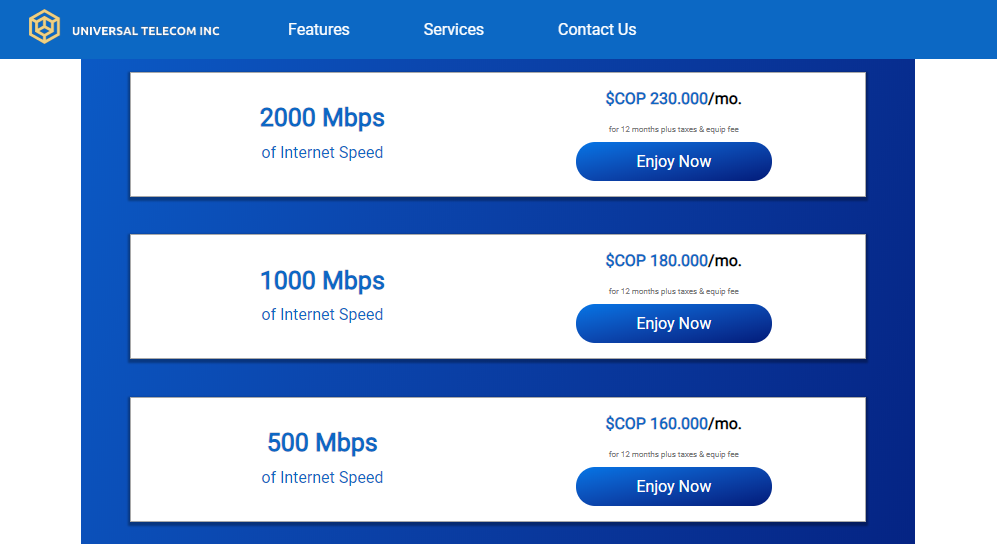 UNIVERSAL TELECOM INC
Features
Services
Contact Us
2000 Mbps
of Internet Speed
$COP 230.000/mo.
for 12 months plus taxes & equip fee
Enjoy Now
1000 Mbps
of Internet Speed
$COP 180.000/mo.
for 12 months plus taxes & equip fee
Enjoy Now
500 Mbps
of Internet Speed
$COP 160.000/mo.
for 12 months plus taxes & equip fee
Enjoy Now